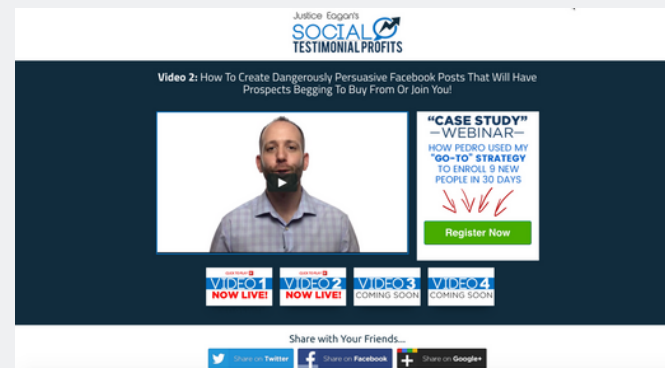 Justice Eagan's
SOCIAL
TESTIMONIAL PROFITS
Video 2: How To Create Dangerously Persuasive Facebook Posts That Will Have
Prospects Begging To Buy From Or Join You!
"CASE STUDY"
—WEBINAR—
HOW PEDRO USED MY
"GO-TO" STRATEGY
TO ENROLL 9 NEW
PEOPLE IN 30 DAYS
Register Now
VIDEO 1
NOW LIVE!
VIDEO 2
NOW LIVE!
VIDEO 3
COMING SOON
VIDEO 4
COMING SOON
Share with Your Friends...
Share on Twitter
Share on Facebook
Share on Google+